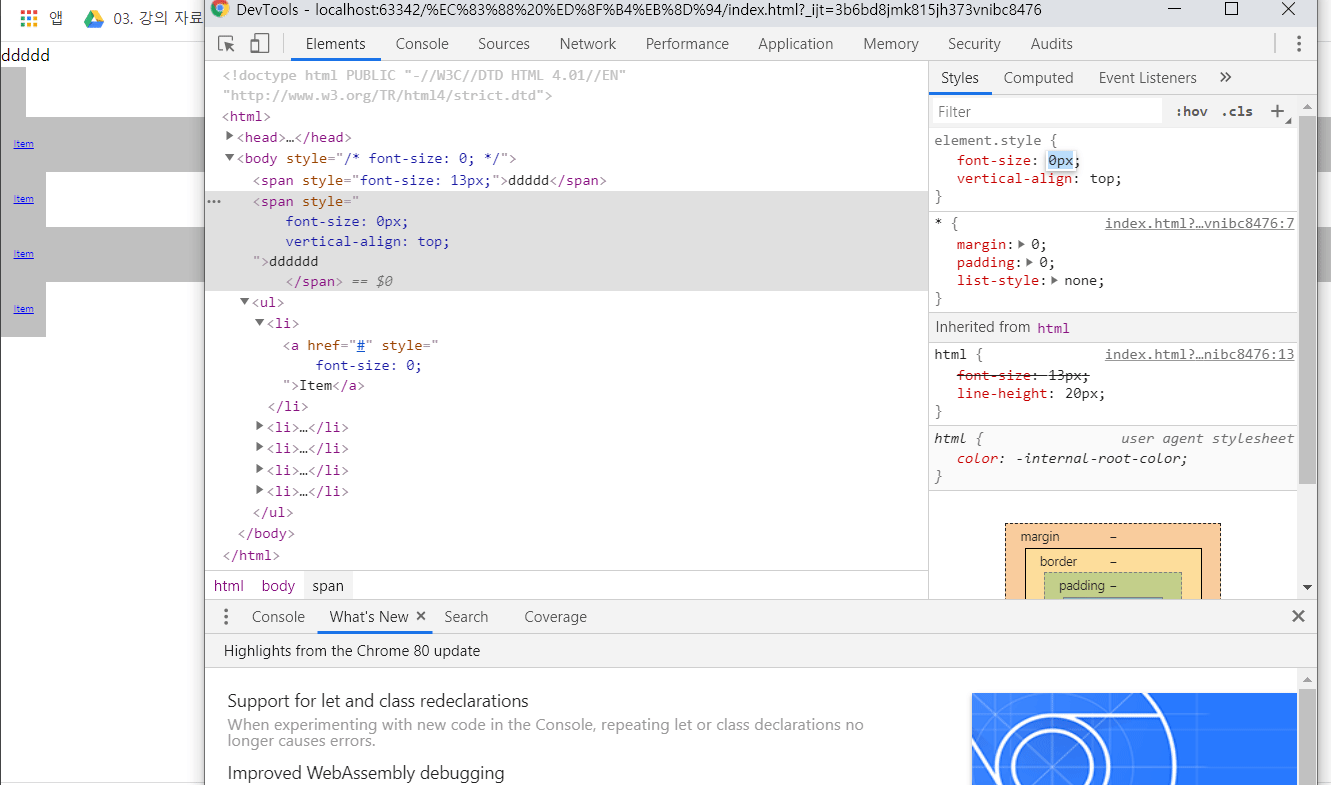 DevTools - localhost:63342/%EC%83%88%20%ED%8F%B4%EB%8D%94/index.html?_ijt=3b6bd8jmk815jh373vnibc8476
앱 03. 강의 자료
Elements Console Sources Network Performance Application Memory Security Audits
ddddd
Item
Item
Item
Item
<!doctype html PUBLIC "-//W3C//DTD HTML 4.01//EN"
"http://www.w3.org/TR/html4/strict.dtd">
<html>
<head>…</head>
<body style="/* font-size: 0; */">
<span style="font-size: 13px;">ddddd</span>
<span style="
font-size: 0px;
vertical-align: top;
">dddddd
</span> == $0
<ul>
<li>
<a href="#" style="
font-size: 0;
">Item</a>
</li>
<li>…</li>
<li>…</li>
<li>…</li>
<li>…</li>
</ul>
</body>
</html>
html body span
Styles Computed Event Listeners »
Filter :hov .cls +
element.style {
font-size: 0px;
vertical-align: top;
}
* { index.html?…vnibc8476:7
margin: 0;
padding: 0;
list-style: none;
}
Inherited from html
html { index.html?…nibc8476:13
font-size: 13px;
line-height: 20px;
}
html { user agent stylesheet
color: -internal-root-color;
}
margin –
border –
padding –
Console What's New × Search Coverage
Highlights from the Chrome 80 update
Support for let and class redeclarations
When experimenting with new code in the Console, repeating let or class declarations no
longer causes errors.
Improved WebAssembly debugging